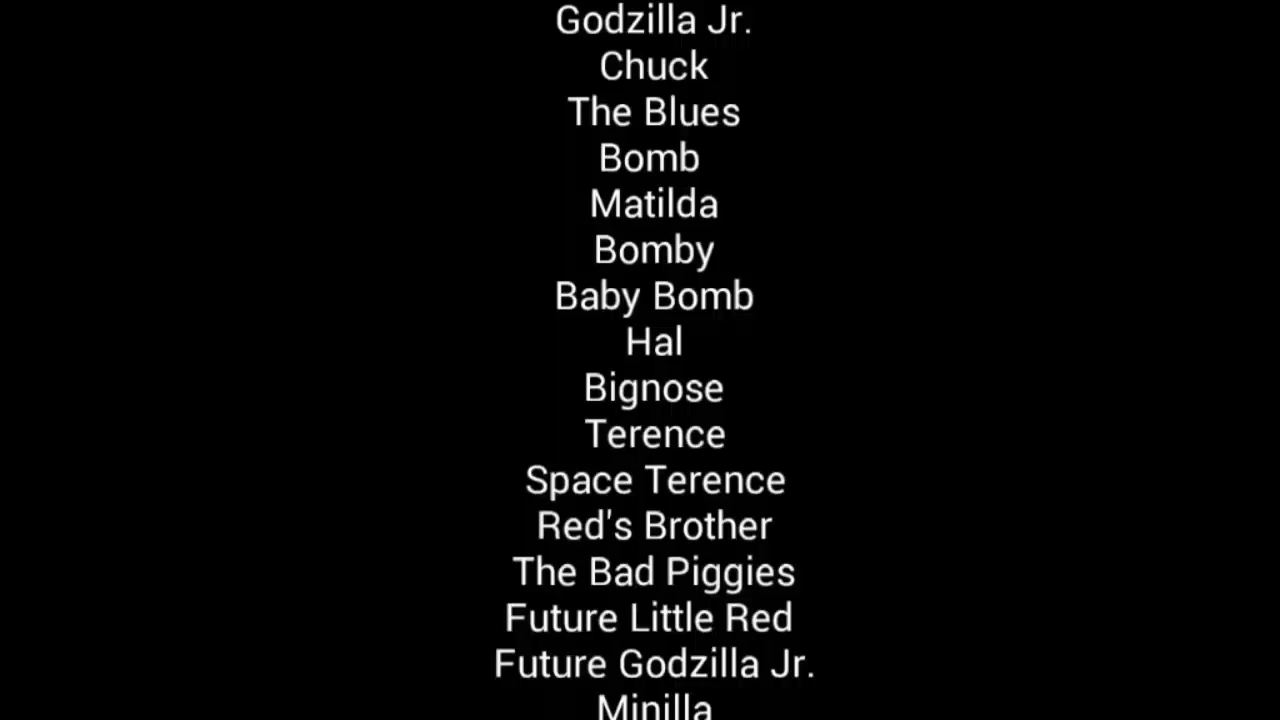 Godzilla Jr.
Chuck
The Blues
Bomb
Matilda
Bomby
Baby Bomb
Hal
Bignose
Terence
Space Terence
Red's Brother
The Bad Piggies
Future Little Red
Future Godzilla Jr.
Minilla